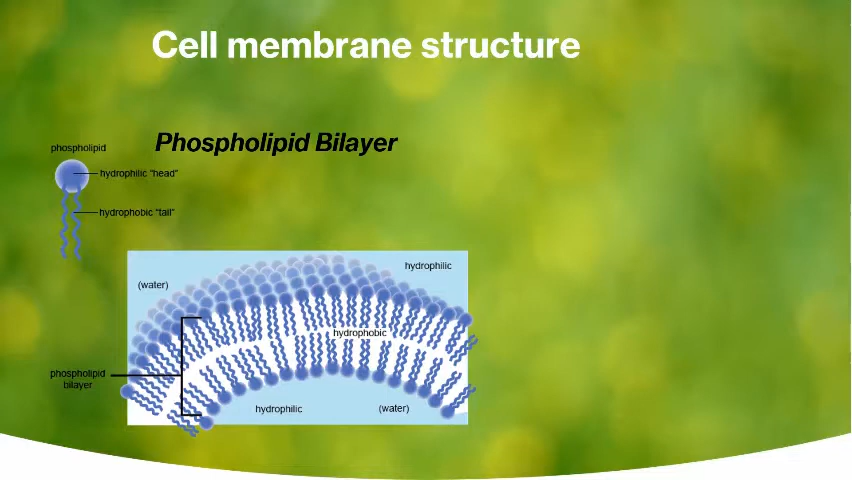 Cell membrane structure
Phospholipid Bilayer
phospholipid
hydrophilic "head"
hydrophobic "tail"
hydrophilic
(water)
hydrophobic
phospholipid
bilayer
hydrophilic
(water)